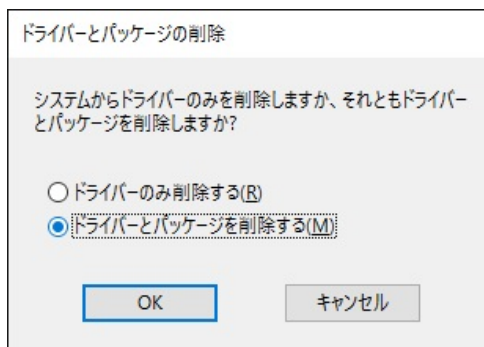 ドライバーとパッケージの削除
システムからドライバーのみを削除しますか、それともドライバー
とパッケージを削除しますか?
ドライバーのみ削除する(R)
ドライバーとパッケージを削除する(M)
OK
キャンセル